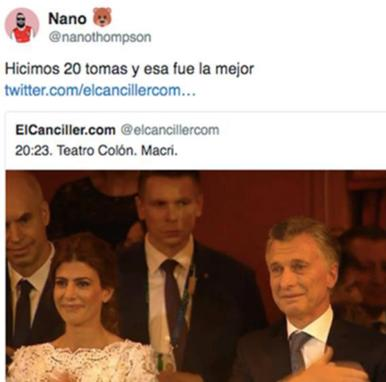 Nano 🐻
@nanothompson
Hicimos 20 tomas y esa fue la mejor
twitter.com/elcancillercom…
ElCanciller.com @elcancillercom
20:23. Teatro Colón. Macri.